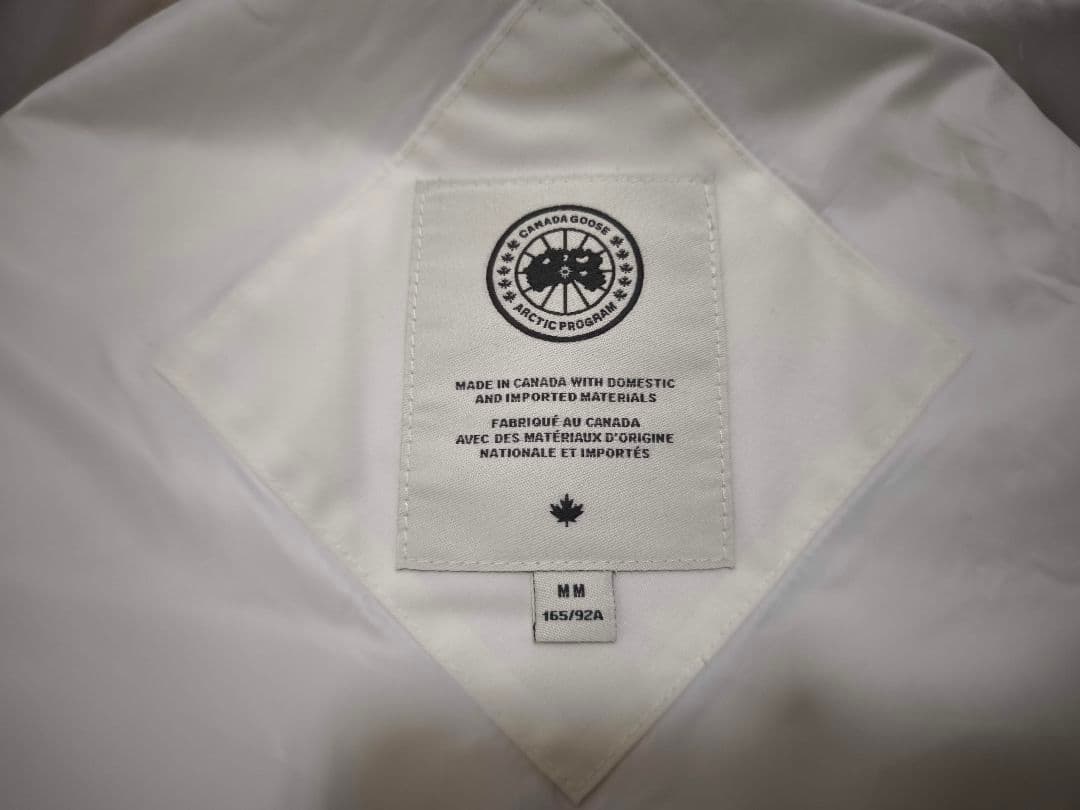 CANADA GOOSE
ARCTIC PROGRAM
MADE IN CANADA WITH DOMESTIC
AND IMPORTED MATERIALS
FABRIQUÉ AU CANADA
AVEC DES MATÉRIAUX D'ORIGINE
NATIONALE ET IMPORTÉS
MM
165/92A